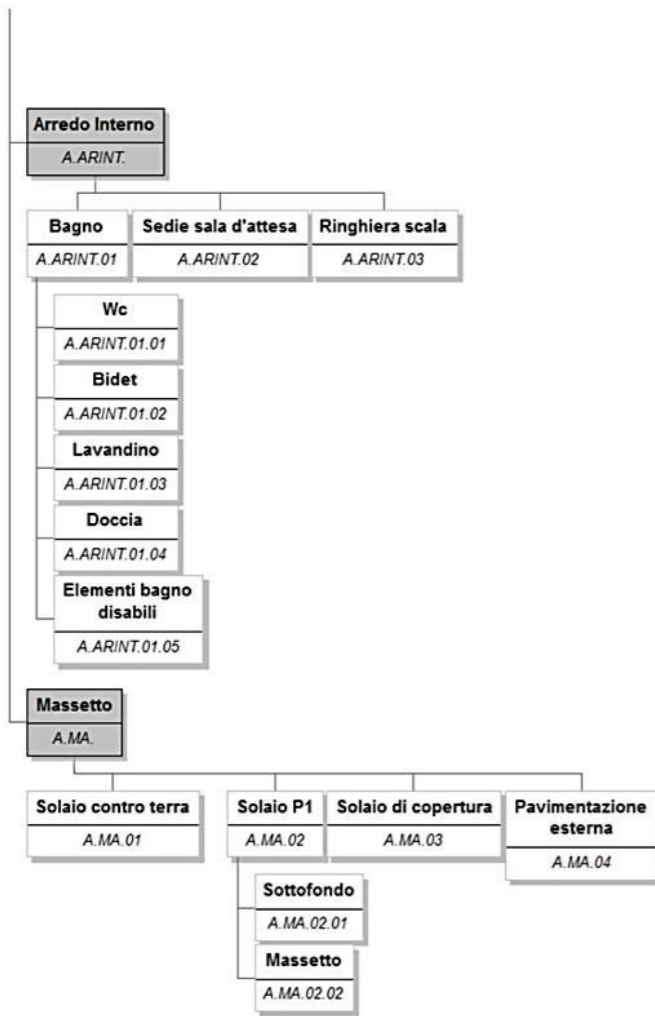 Arredo Interno
A.ARINT.
Bagno
A.ARINT.01
Sedie sala d'attesa
A.ARINT.02
Ringhiera scala
A.ARINT.03
Wc
A.ARINT.01.01
Bidet
A.ARINT.01.02
Lavandino
A.ARINT.01.03
Doccia
A.ARINT.01.04
Elementi bagno
disabili
A.ARINT.01.05
Massetto
A.MA.
Solaio contro terra
A.MA.01
Solaio P1
A.MA.02
Solaio di copertura
A.MA.03
Pavimentazione
esterna
A.MA.04
Sottofondo
A.MA.02.01
Massetto
A.MA.02.02